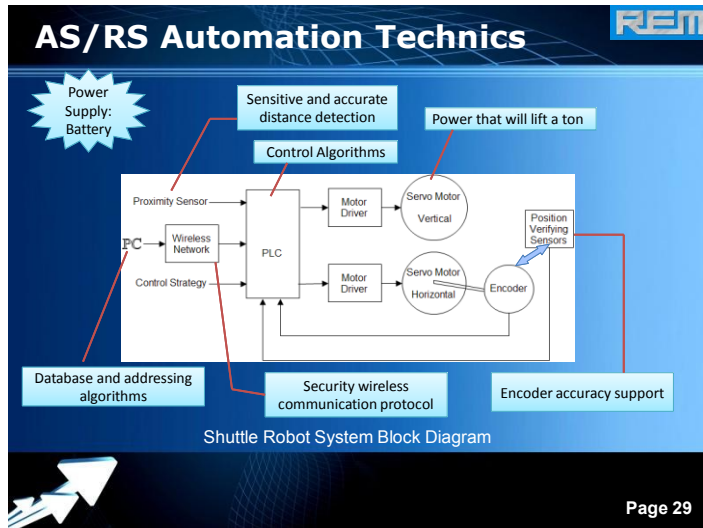 AS/RS Automation Technics
REM
Power
Supply:
Battery
Sensitive and accurate
distance detection
Power that will lift a ton
Control Algorithms
Proximity Sensor
PC
Wireless
Network
Control Strategy
PLC
Motor
Driver
Servo Motor
Vertical
Motor
Driver
Servo Motor
Horizontal
Encoder
Position
Verifying
Sensors
Database and addressing
algorithms
Security wireless
communication protocol
Encoder accuracy support
Shuttle Robot System Block Diagram
Page 29